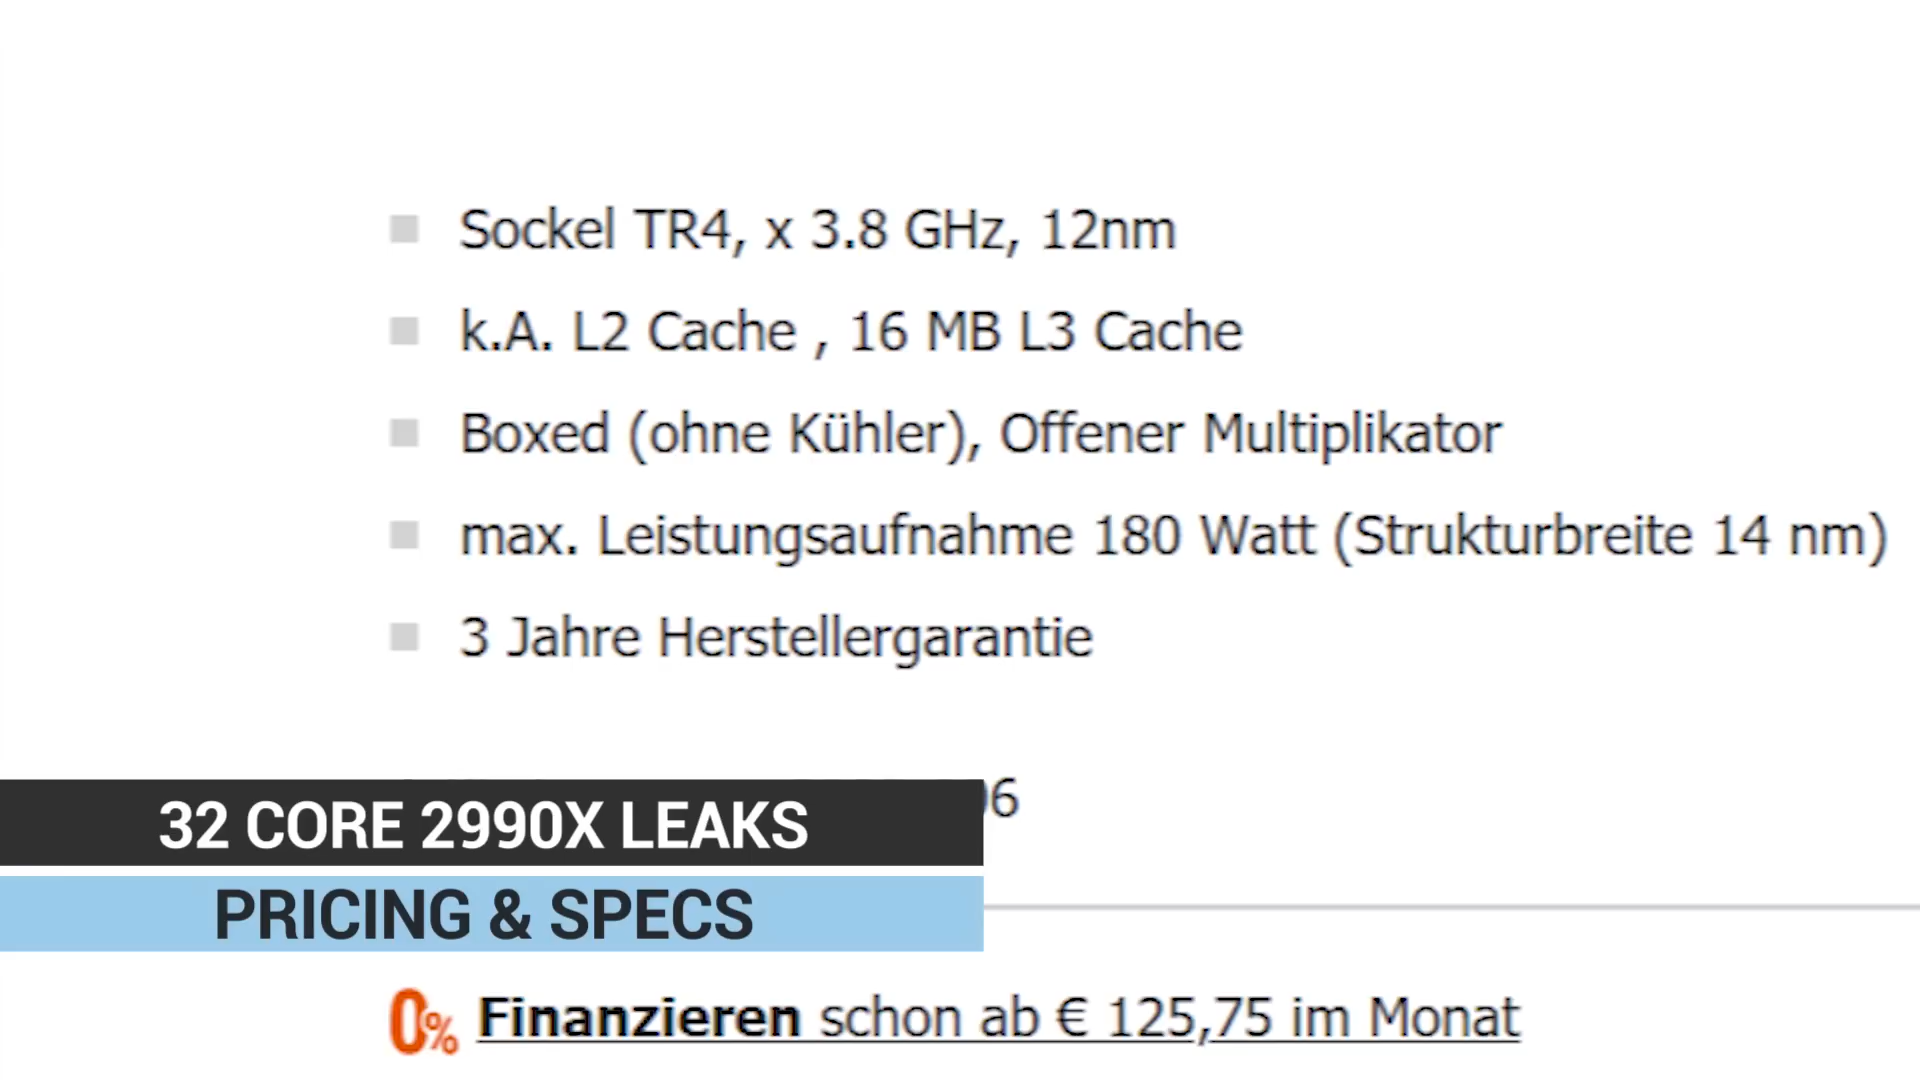 Sockel TR4, x 3.8 GHz, 12nm
k.A. L2 Cache , 16 MB L3 Cache
Boxed (ohne Kühler), Offener Multiplikator
max. Leistungsaufnahme 180 Watt (Strukturbreite 14 nm)
3 Jahre Herstellergarantie
6
32 CORE 2990X LEAKS
PRICING & SPECS
0% Finanzieren schon ab € 125,75 im Monat